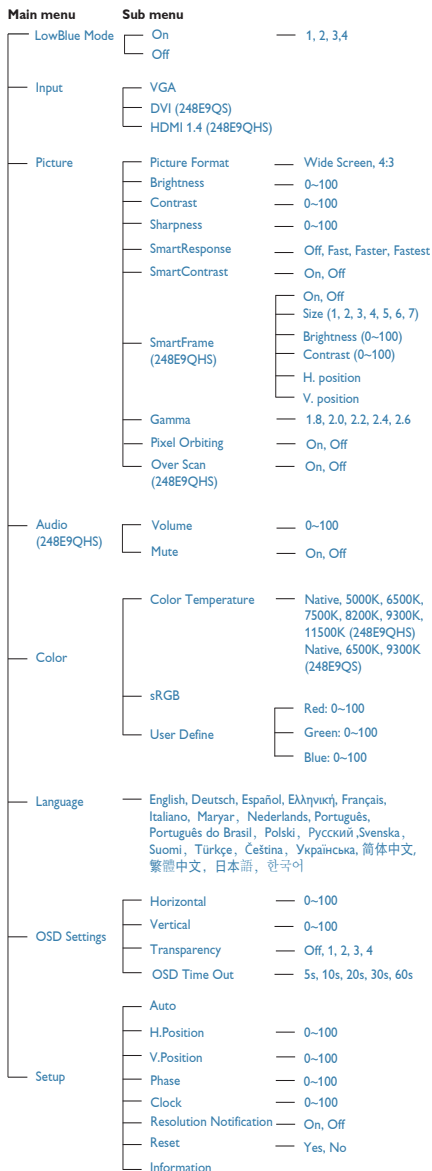 Main menu Sub menu
LowBlue Mode On 1, 2, 3,4
Off
Input VGA
DVI (248E9QS)
HDMI 1.4 (248E9QHS)
Picture Picture Format Wide Screen, 4:3
Brightness 0~100
Contrast 0~100
Sharpness 0~100
SmartResponse Off, Fast, Faster, Fastest
SmartContrast On, Off
SmartFrame
(248E9QHS)
On, Off
Size (1, 2, 3, 4, 5, 6, 7)
Brightness (0~100)
Contrast (0~100)
H. position
V. position
Gamma 1.8, 2.0, 2.2, 2.4, 2.6
Pixel Orbiting On, Off
Over Scan On, Off
(248E9QHS)
Audio
(248E9QHS)
Volume 0~100
Mute On, Off
Color
Color Temperature Native, 5000K, 6500K,
7500K, 8200K, 9300K,
11500K (248E9QHS)
Native, 6500K, 9300K
(248E9QS)
sRGB
User Define
Red: 0~100
Green: 0~100
Blue: 0~100
Language English, Deutsch, Español, Ελληνική, Français,
Italiano, Maryar, Nederlands, Português,
Português do Brasil, Polski, Русский ,Svenska,
Suomi, Türkçe, Čeština, Українська, 简体中文,
繁體中文, 日本語, 한국어
OSD Settings
Horizontal 0~100
Vertical 0~100
Transparency Off, 1, 2, 3, 4
OSD Time Out 5s, 10s, 20s, 30s, 60s
Setup
Auto
H.Position 0~100
V.Position 0~100
Phase 0~100
Clock 0~100
Resolution Notification On, Off
Reset Yes, No
Information